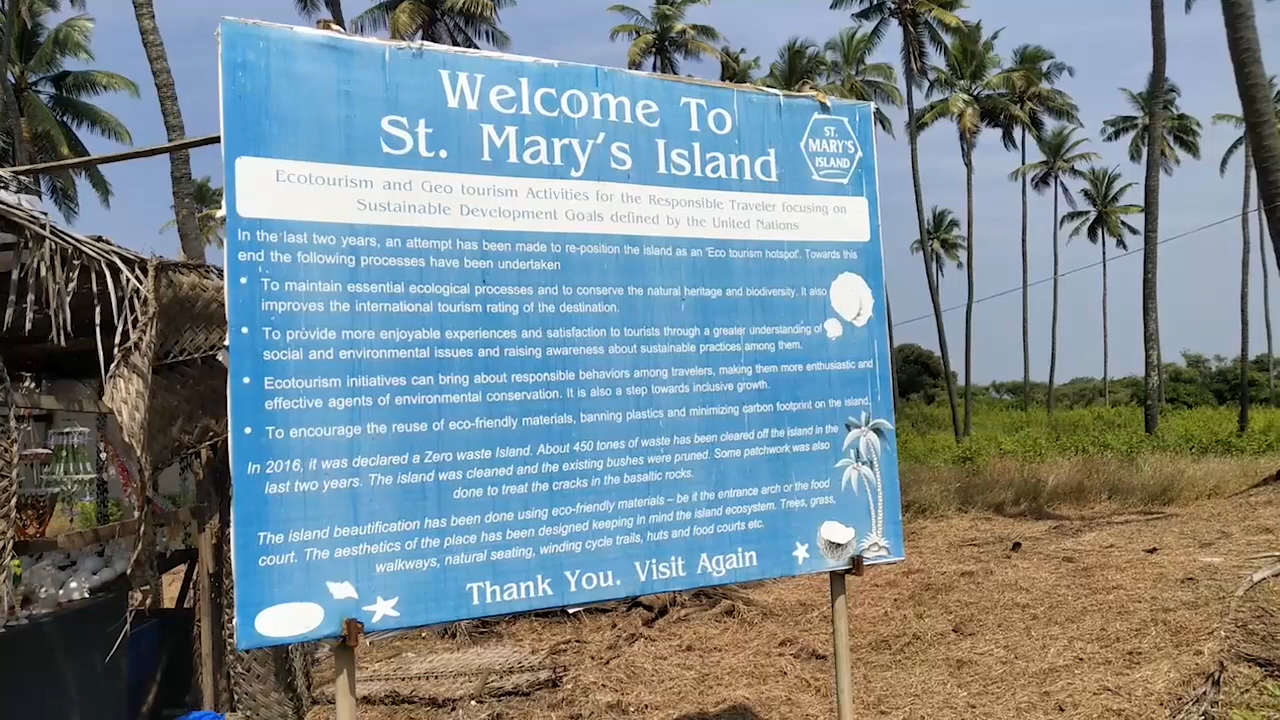 Welcome To
St. Mary's Island
ST.
MARY'S
ISLAND
Ecotourism and Geo tourism Activities for the Responsible Traveler focusing on
Sustainable Development Goals defined by the United Nations
In the last two years, an attempt has been made to re-position the island as an 'Eco tourism hotspot'. Towards this
end the following processes have been undertaken
• To maintain essential ecological processes and to conserve the natural heritage and biodiversity. It also
improves the international tourism rating of the destination.
• To provide more enjoyable experiences and satisfaction to tourists through a greater understanding of
social and environmental issues and raising awareness about sustainable practices among them.
• Ecotourism initiatives can bring about responsible behaviors among travelers, making them more enthusiastic and
effective agents of environmental conservation. It is also a step towards inclusive growth.
• To encourage the reuse of eco-friendly materials, banning plastics and minimizing carbon footprint on the island.
In 2016, it was declared a Zero waste Island. About 450 tones of waste has been cleared off the island in the
last two years. The island was cleaned and the existing bushes were pruned. Some patchwork was also
done to treat the cracks in the basaltic rocks.
The island beautification has been done using eco-friendly materials – be it the entrance arch or the food
court. The aesthetics of the place has been designed keeping in mind the island ecosystem. Trees, grass,
walkways, natural seating, winding cycle trails, huts and food courts etc.
Thank You. Visit Again